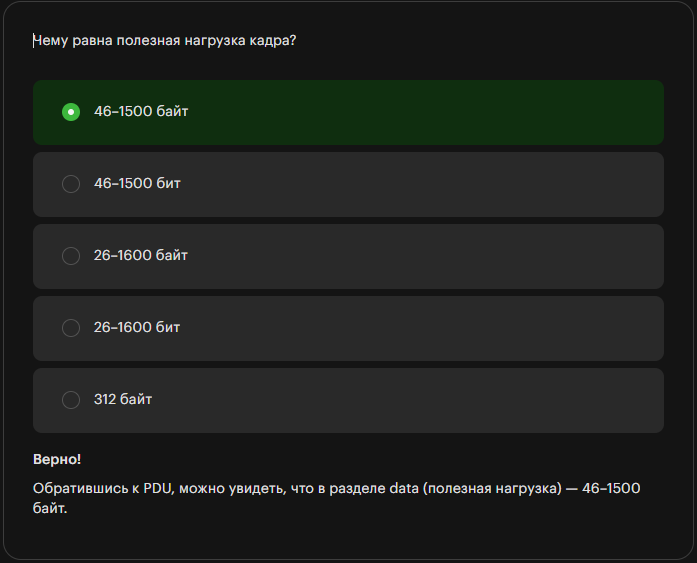 Чему равна полезная нагрузка кадра?
46–1500 байт
46–1500 бит
26–1600 байт
26–1600 бит
312 байт
Верно!
Обратившись к PDU, можно увидеть, что в разделе data (полезная нагрузка) — 46–1500
байт.